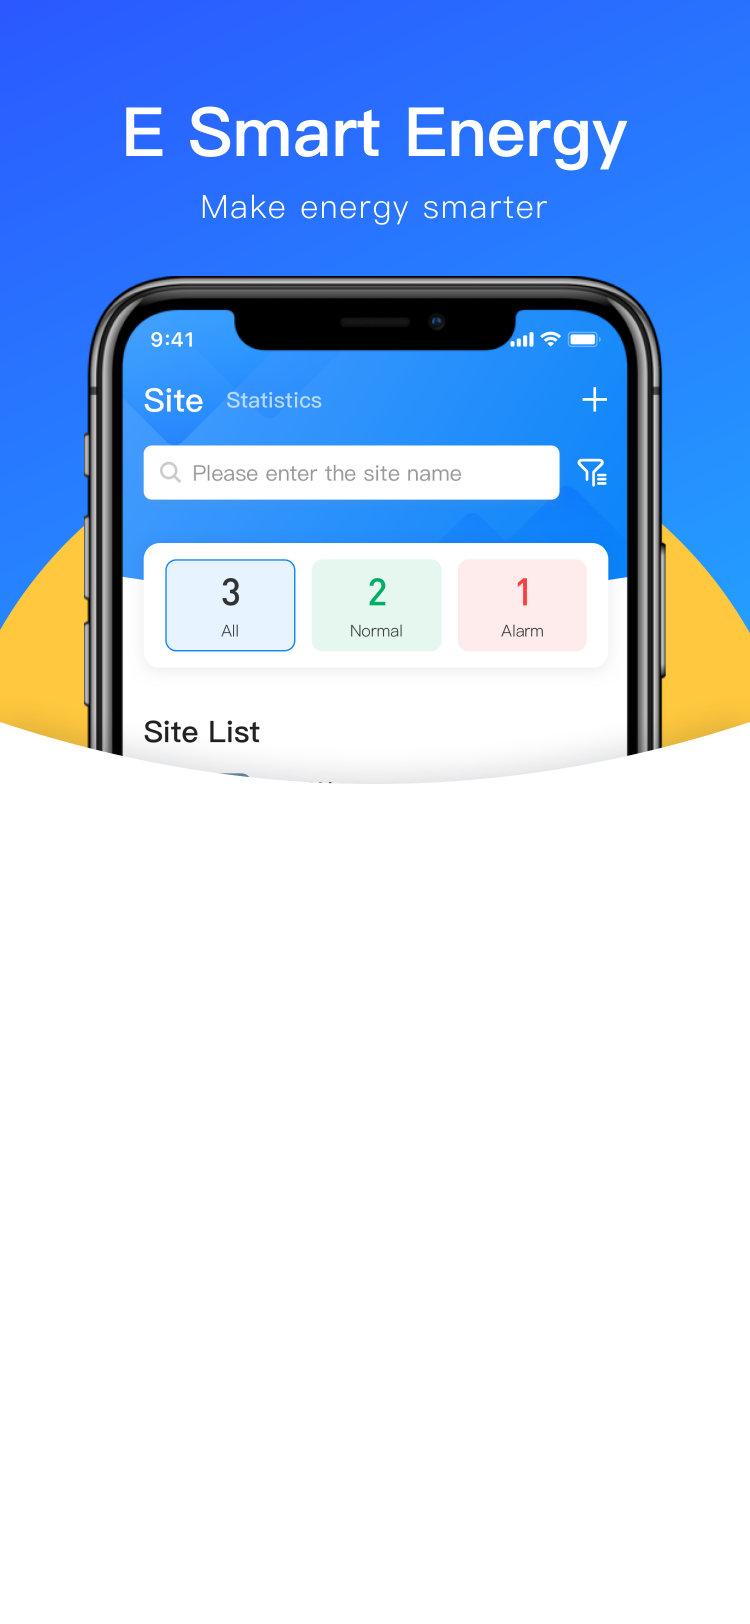 E Smart Energy
Make energy smarter
9:41
Site Statistics
Please enter the site name
3 2 1
All Normal Alarm
Site List